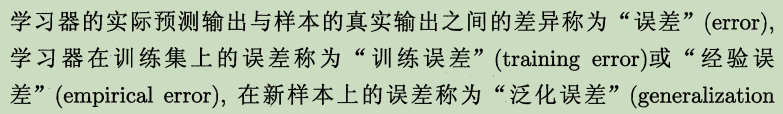 学习器的实际预测输出与样本的真实输出之间的差异称为“误差”(error),
学习器在训练集上的误差称为“训练误差”(training error)或“经验误
差”(empirical error), 在新样本上的误差称为“泛化误差”(generalization